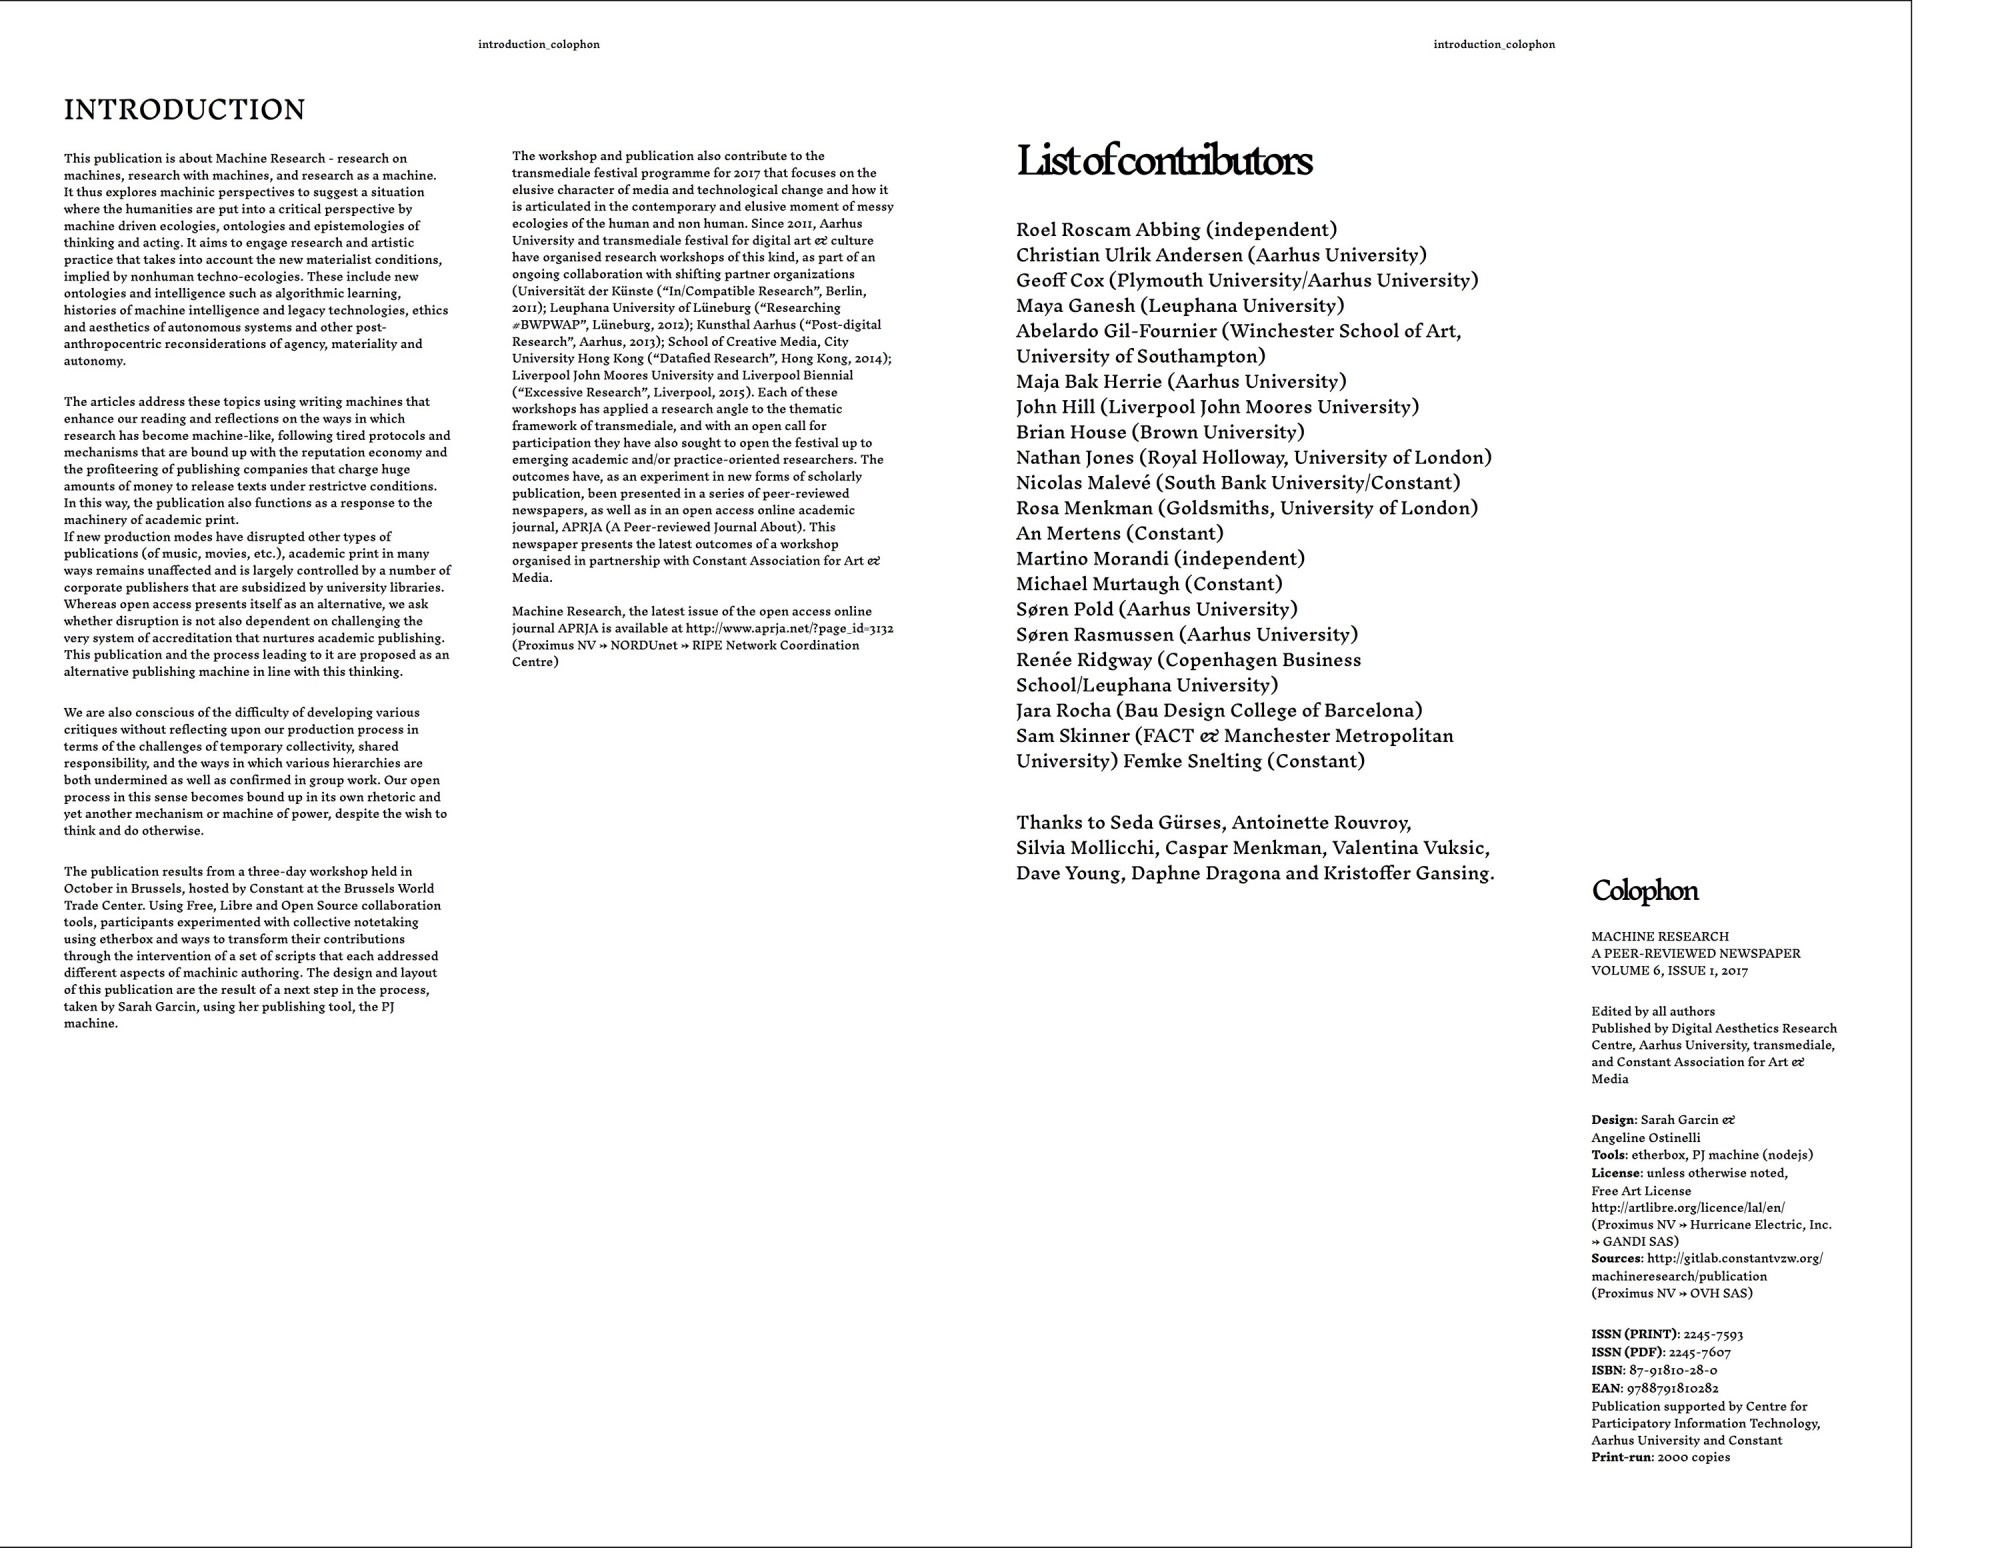 introduction_colophon
INTRODUCTION
This publication is about Machine Research - research on
machines, research with machines, and research as a machine.
It thus explores machinic perspectives to suggest a situation
where the humanities are put into a critical perspective by
machine driven ecologies, ontologies and epistemologies of
thinking and acting. It aims to engage research and artistic
practice that takes into account the new materialist conditions,
implied by nonhuman techno-ecologies. These include new
ontologies and intelligence such as algorithmic learning,
histories of machine intelligence and legacy technologies, ethics
and aesthetics of autonomous systems and other post-
anthropocentric reconsiderations of agency, materiality and
autonomy.
The articles address these topics using writing machines that
enhance our reading and reflections on the ways in which
research has become machine-like, following tired protocols and
mechanisms that are bound up with the reputation economy and
the profiteering of publishing companies that charge huge
amounts of money to release texts under restrictve conditions.
In this way, the publication also functions as a response to the
machinery of academic print.
If new production modes have disrupted other types of
publications (of music, movies, etc.), academic print in many
ways remains unaffected and is largely controlled by a number of
corporate publishers that are subsidized by university libraries.
Whereas open access presents itself as an alternative, we ask
whether disruption is not also dependent on challenging the
very system of accreditation that nurtures academic publishing.
This publication and the process leading to it are proposed as an
alternative publishing machine in line with this thinking.
We are also conscious of the difficulty of developing various
critiques without reflecting upon our production process in
terms of the challenges of temporary collectivity, shared
responsibility, and the ways in which various hierarchies are
both undermined as well as confirmed in group work. Our open
process in this sense becomes bound up in its own rhetoric and
yet another mechanism or machine of power, despite the wish to
think and do otherwise.
The publication results from a three-day workshop held in
October in Brussels, hosted by Constant at the Brussels World
Trade Center. Using Free, Libre and Open Source collaboration
tools, participants experimented with collective notetaking
using etherbox and ways to transform their contributions
through the intervention of a set of scripts that each addressed
different aspects of machinic authoring. The design and layout
of this publication are the result of a next step in the process,
taken by Sarah Garcin, using her publishing tool, the PJ
machine.
The workshop and publication also contribute to the
transmediale festival programme for 2017 that focuses on the
elusive character of media and technological change and how it
is articulated in the contemporary and elusive moment of messy
ecologies of the human and non human. Since 2011, Aarhus
University and transmediale festival for digital art & culture
have organised research workshops of this kind, as part of an
ongoing collaboration with shifting partner organizations
(Universität der Künste (“In/Compatible Research”, Berlin,
2011); Leuphana University of Lüneburg (“Researching
#BWPWAP”, Lüneburg, 2012); Kunsthal Aarhus (“Post-digital
Research”, Aarhus, 2013); School of Creative Media, City
University Hong Kong (“Datafied Research”, Hong Kong, 2014);
Liverpool John Moores University and Liverpool Biennial
(“Excessive Research”, Liverpool, 2015). Each of these
workshops has applied a research angle to the thematic
framework of transmediale, and with an open call for
participation they have also sought to open the festival up to
emerging academic and/or practice-oriented researchers. The
outcomes have, as an experiment in new forms of scholarly
publication, been presented in a series of peer-reviewed
newspapers, as well as in an open access online academic
journal, APRJA (A Peer-reviewed Journal About). This
newspaper presents the latest outcomes of a workshop
organised in partnership with Constant Association for Art &
Media.
Machine Research, the latest issue of the open access online
journal APRJA is available at http://www.aprja.net/?page_id=3132
(Proximus NV ↠ NORDUnet ↠ RIPE Network Coordination
Centre)
introduction_colophon
List of contributors
Roel Roscam Abbing (independent)
Christian Ulrik Andersen (Aarhus University)
Geoff Cox (Plymouth University/Aarhus University)
Maya Ganesh (Leuphana University)
Abelardo Gil-Fournier (Winchester School of Art,
University of Southampton)
Maja Bak Herrie (Aarhus University)
John Hill (Liverpool John Moores University)
Brian House (Brown University)
Nathan Jones (Royal Holloway, University of London)
Nicolas Malevé (South Bank University/Constant)
Rosa Menkman (Goldsmiths, University of London)
An Mertens (Constant)
Martino Morandi (independent)
Michael Murtaugh (Constant)
Søren Pold (Aarhus University)
Søren Rasmussen (Aarhus University)
Renée Ridgway (Copenhagen Business
School/Leuphana University)
Jara Rocha (Bau Design College of Barcelona)
Sam Skinner (FACT & Manchester Metropolitan
University) Femke Snelting (Constant)
Thanks to Seda Gürses, Antoinette Rouvroy,
Silvia Mollicchi, Caspar Menkman, Valentina Vuksic,
Dave Young, Daphne Dragona and Kristoffer Gansing.
Colophon
MACHINE RESEARCH
A PEER-REVIEWED NEWSPAPER
VOLUME 6, ISSUE 1, 2017
Edited by all authors
Published by Digital Aesthetics Research
Centre, Aarhus University, transmediale,
and Constant Association for Art &
Media
Design: Sarah Garcin &
Angeline Ostinelli
Tools: etherbox, PJ machine (nodejs)
License: unless otherwise noted,
Free Art License
http://artlibre.org/licence/lal/en/
(Proximus NV ↠ Hurricane Electric, Inc.
↠ GANDI SAS)
Sources: http://gitlab.constantvzw.org/
machineresearch/publication
(Proximus NV ↠ OVH SAS)
ISSN (PRINT): 2245-7593
ISSN (PDF): 2245-7607
ISBN: 87-91810-28-0
EAN: 9788791810282
Publication supported by Centre for
Participatory Information Technology,
Aarhus University and Constant
Print-run: 2000 copies